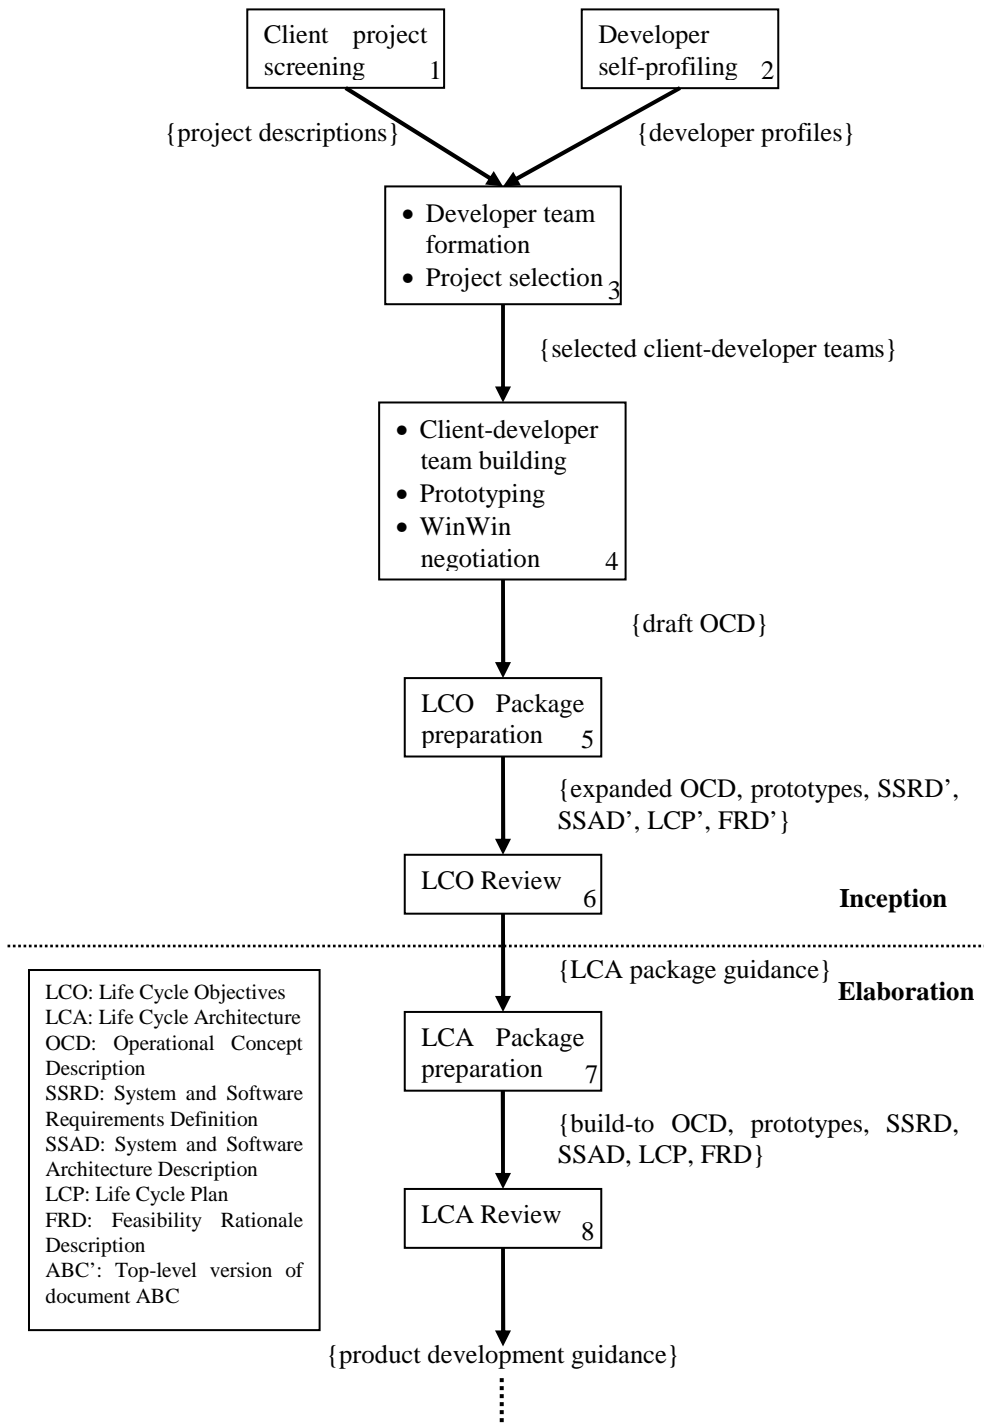 Client project
screening 1
Developer
self-profiling 2
{project descriptions}
{developer profiles}
• Developer team
formation
• Project selection 3
{selected client-developer teams}
• Client-developer
team building
• Prototyping
• WinWin
negotiation 4
{draft OCD}
LCO Package
preparation 5
{expanded OCD, prototypes, SSRD’,
SSAD’, LCP’, FRD’}
LCO Review 6
Inception
{LCA package guidance}
Elaboration
LCO: Life Cycle Objectives
LCA: Life Cycle Architecture
OCD: Operational Concept
Description
SSRD: System and Software
Requirements Definition
SSAD: System and Software
Architecture Description
LCP: Life Cycle Plan
FRD: Feasibility Rationale
Description
ABC’: Top-level version of
document ABC
LCA Package
preparation 7
{build-to OCD, prototypes, SSRD,
SSAD, LCP, FRD}
LCA Review 8
{product development guidance}